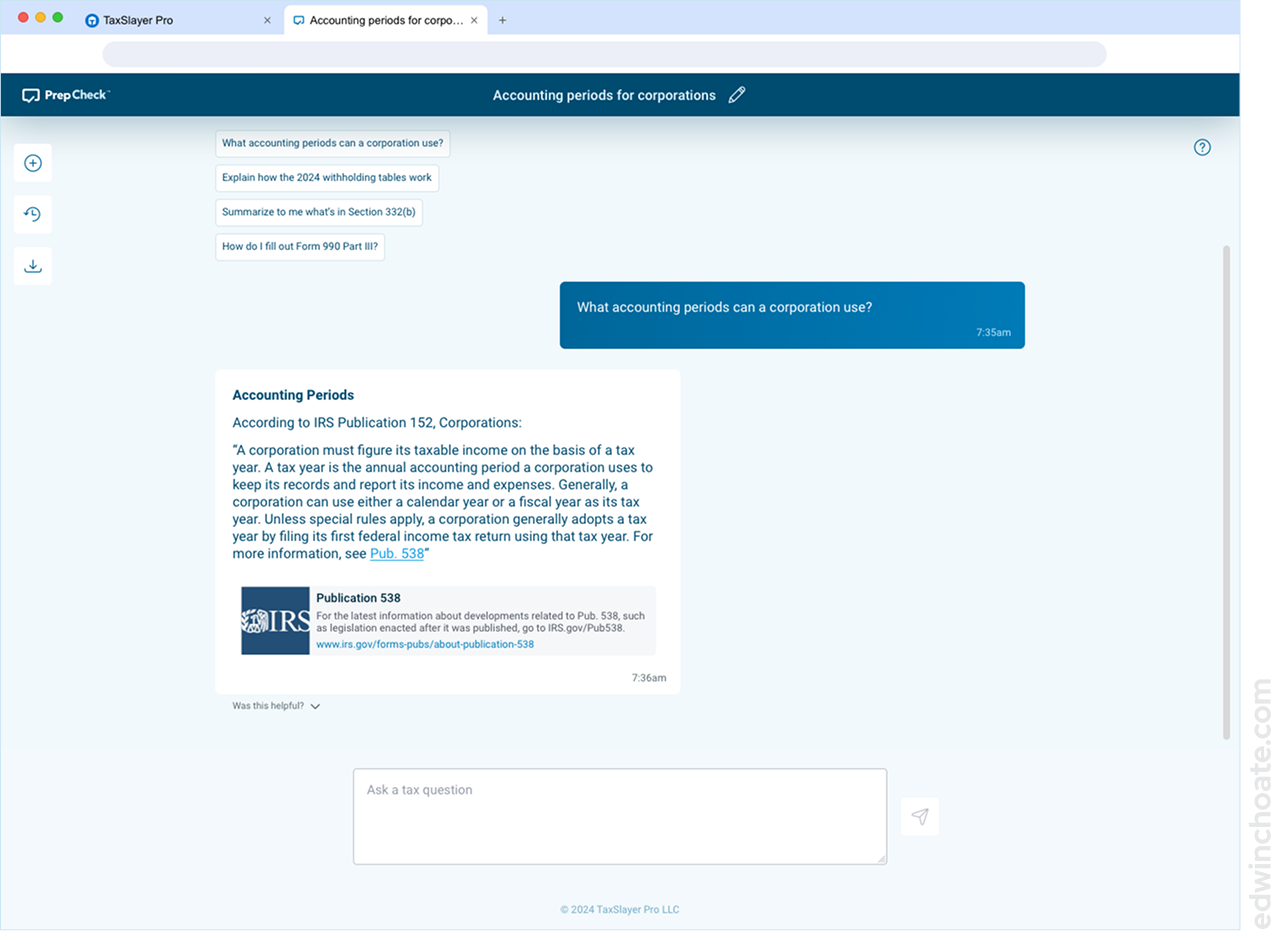 TaxSlayer Pro
Accounting periods for corpo...
PrepCheck™
Accounting periods for corporations
What accounting periods can a corporation use?
Explain how the 2024 withholding tables work
Summarize to me what's in Section 332(b)
How do I fill out Form 990 Part III?
What accounting periods can a corporation use?
7:35am
Accounting Periods
According to IRS Publication 152, Corporations:
“A corporation must figure its taxable income on the basis of a tax
year. A tax year is the annual accounting period a corporation uses to
keep its records and report its income and expenses. Generally, a
corporation can use either a calendar year or a fiscal year as its tax
year. Unless special rules apply, a corporation generally adopts a tax
year by filing its first federal income tax return using that tax year. For
more information, see Pub. 538”
IRS
Publication 538
For the latest information about developments related to Pub. 538, such
as legislation enacted after it was published, go to IRS.gov/Pub538.
www.irs.gov/forms-pubs/about-publication-538
7:36am
Was this helpful?
Ask a tax question
© 2024 TaxSlayer Pro LLC
edwinchoate.com